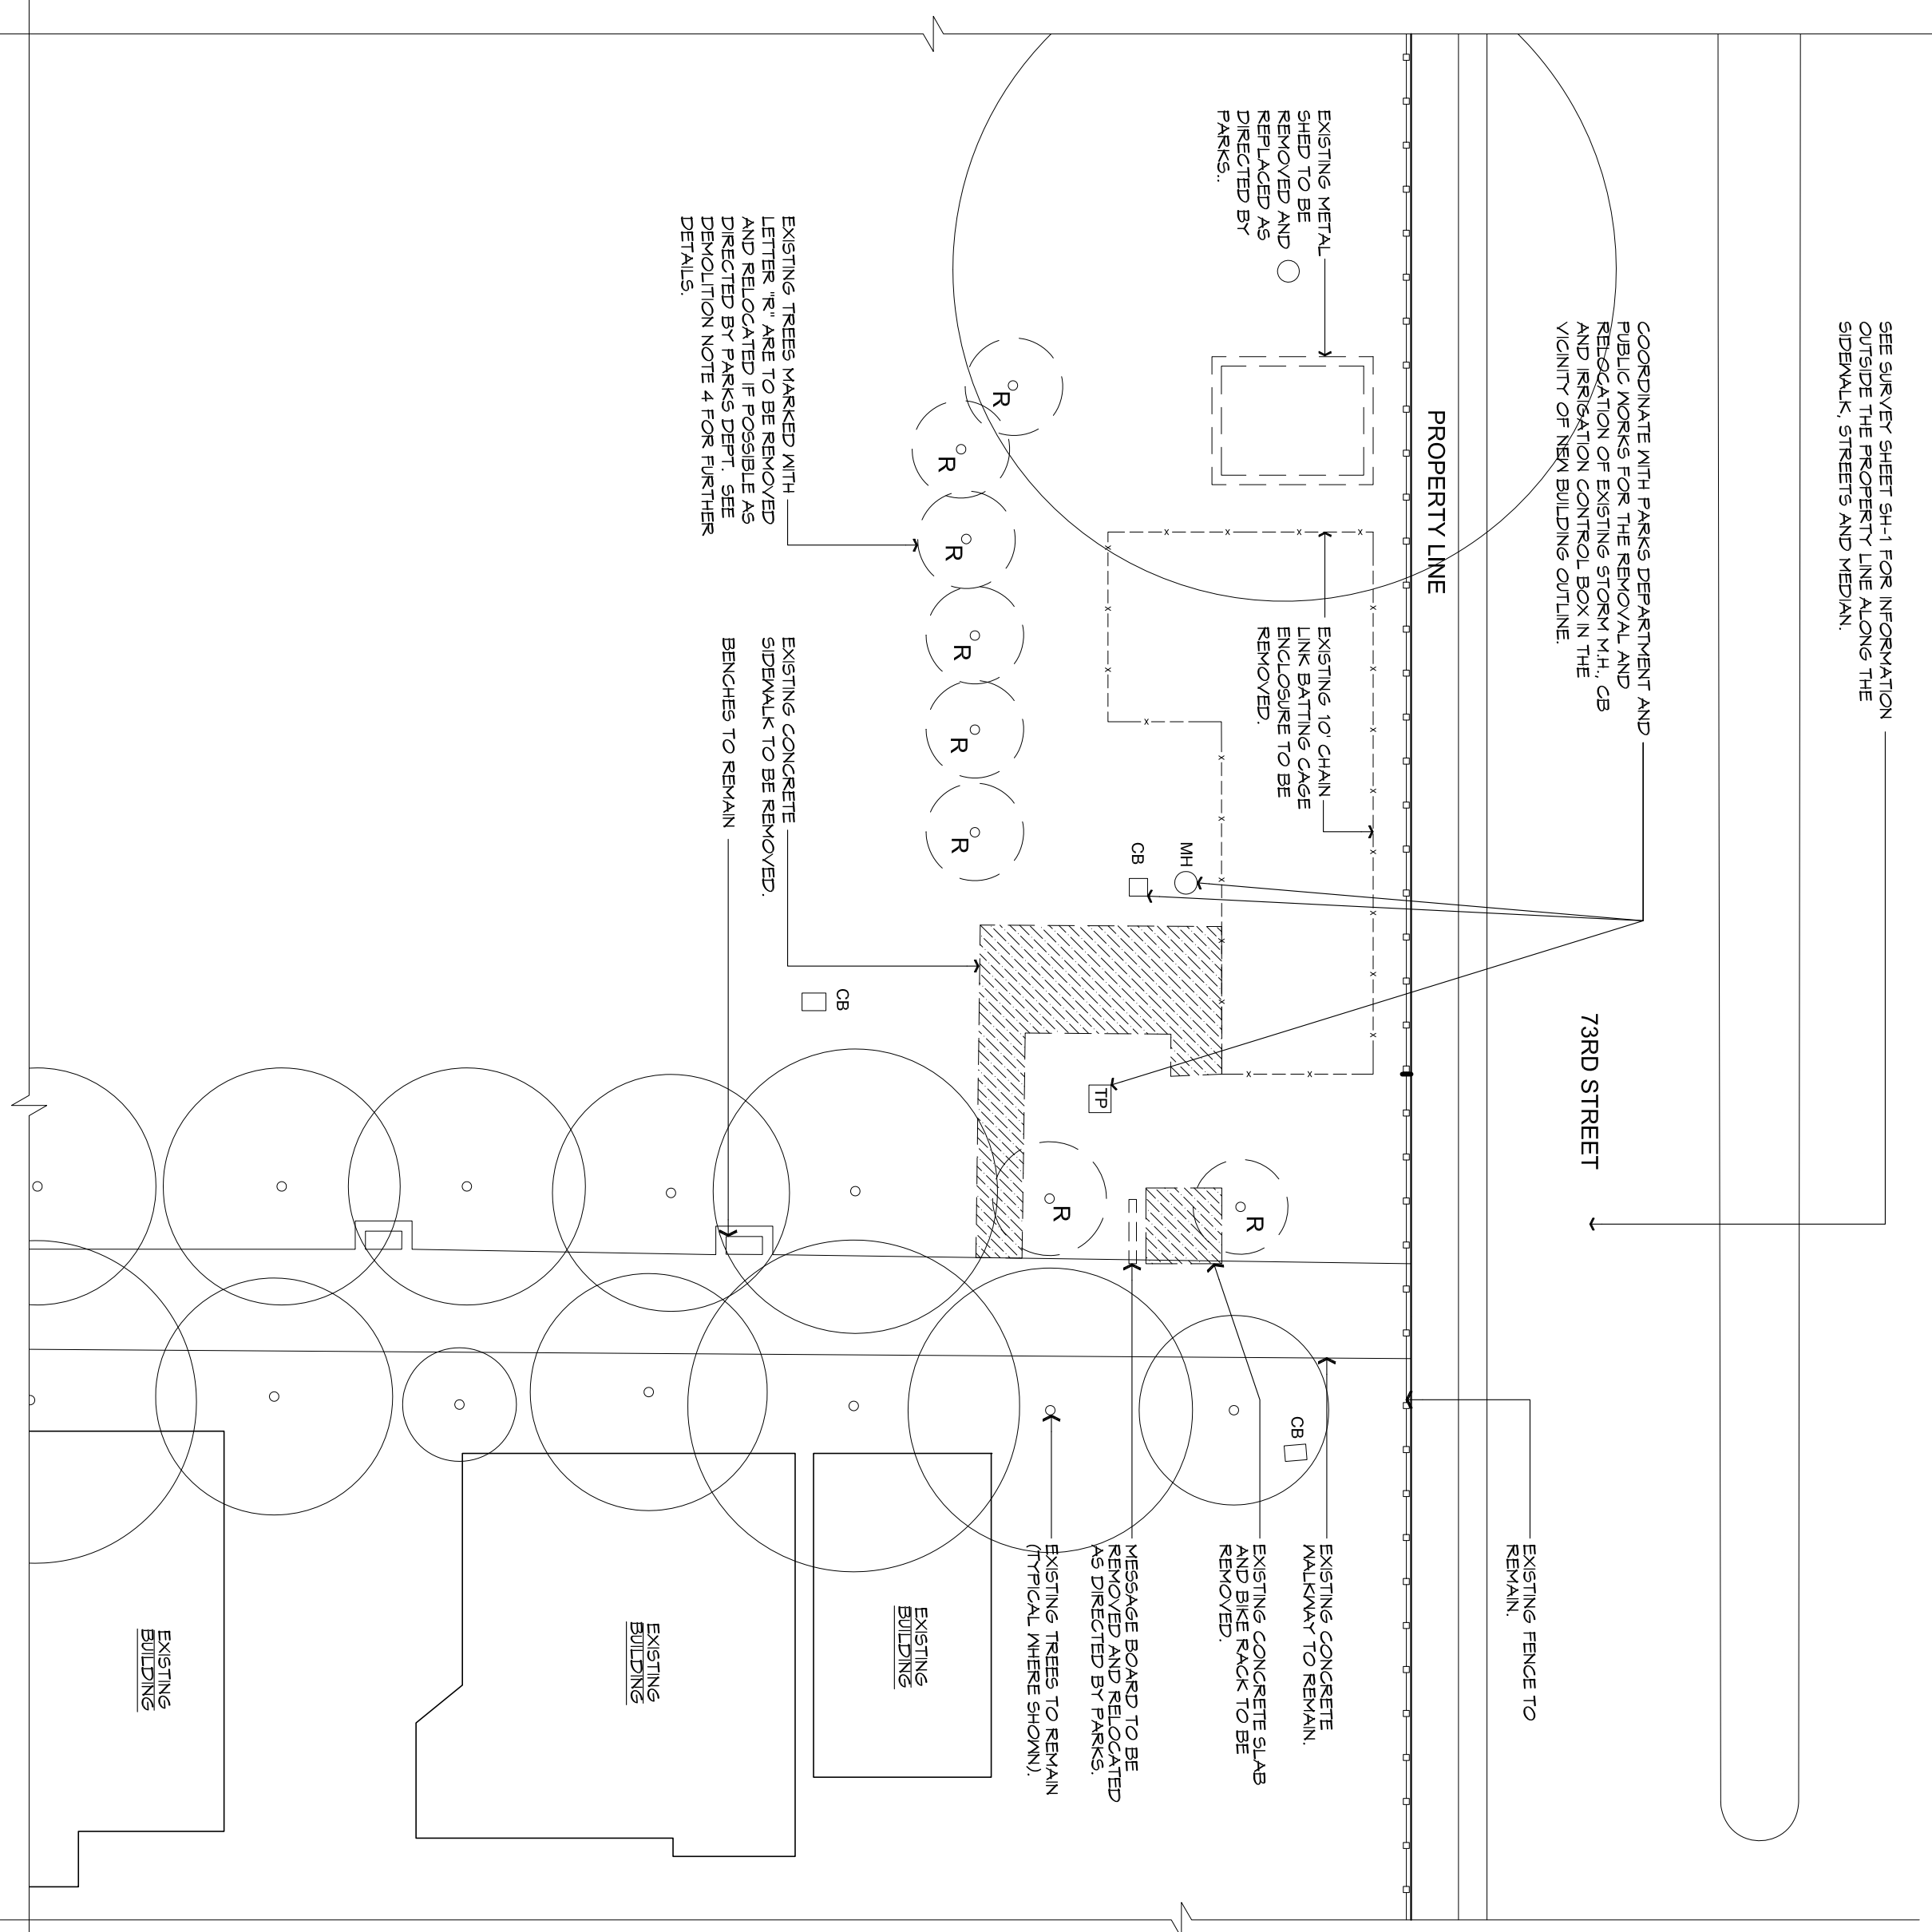 SEE SURVEY SHEET SH-1 FOR INFORMATION
OUTSIDE THE PROPERTY LINE ALONG THE
SIDEWALK, STREETS AND MEDIAN.
COORDINATE WITH PARKS DEPARTMENT AND
PUBLIC WORKS FOR THE REMOVAL AND
RELOCATION OF EXISTING STORM M.H., CB
AND IRRIGATION CONTROL BOX IN THE
VICINITY OF NEW BUILDING OUTLINE.
73RD STREET
EXISTING FENCE TO
REMAIN.
PROPERTY LINE
EXISTING METAL
SHED TO BE
REMOVED AND
REPLACED AS
DIRECTED BY
PARKS..
EXISTING 10' CHAIN
LINK BATTING CAGE
ENCLOSURE TO BE
REMOVED.
EXISTING CONCRETE
WALKWAY TO REMAIN.
EXISTING CONCRETE SLAB
AND BIKE RACK TO BE
REMOVED.
MESSAGE BOARD TO BE
REMOVED AND RELOCATED
AS DIRECTED BY PARKS.
EXISTING TREES TO REMAIN
(TYPICAL WHERE SHOWN).
CB
MH
CB
TP
R
R
R
R
R
R
R
R
CB
EXISTING TREES MARKED WITH
LETTER "R" ARE TO BE REMOVED
AND RELOCATED IF POSSIBLE AS
DIRECTED BY PARKS DEPT. SEE
DEMOLITION NOTE 4 FOR FURTHER
DETAILS.
EXISTING CONCRETE
SIDEWALK TO BE REMOVED.
BENCHES TO REMAIN
EXISTING
BUILDING
EXISTING
BUILDING
EXISTING
BUILDING